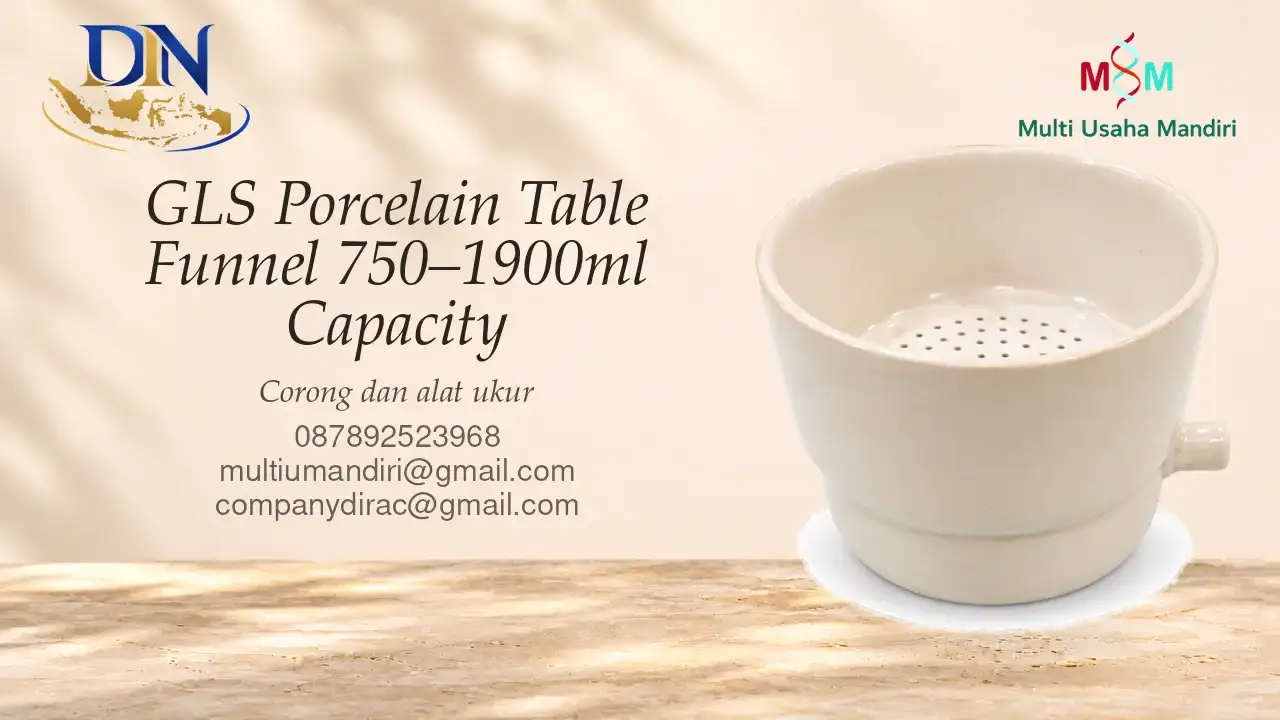 DIN
M M
Multi Usaha Mandiri
GLS Porcelain Table
Funnel 750–1900ml
Capacity
Corong dan alat ukur
087892523968
multiumandiri@gmail.com
companydirac@gmail.com